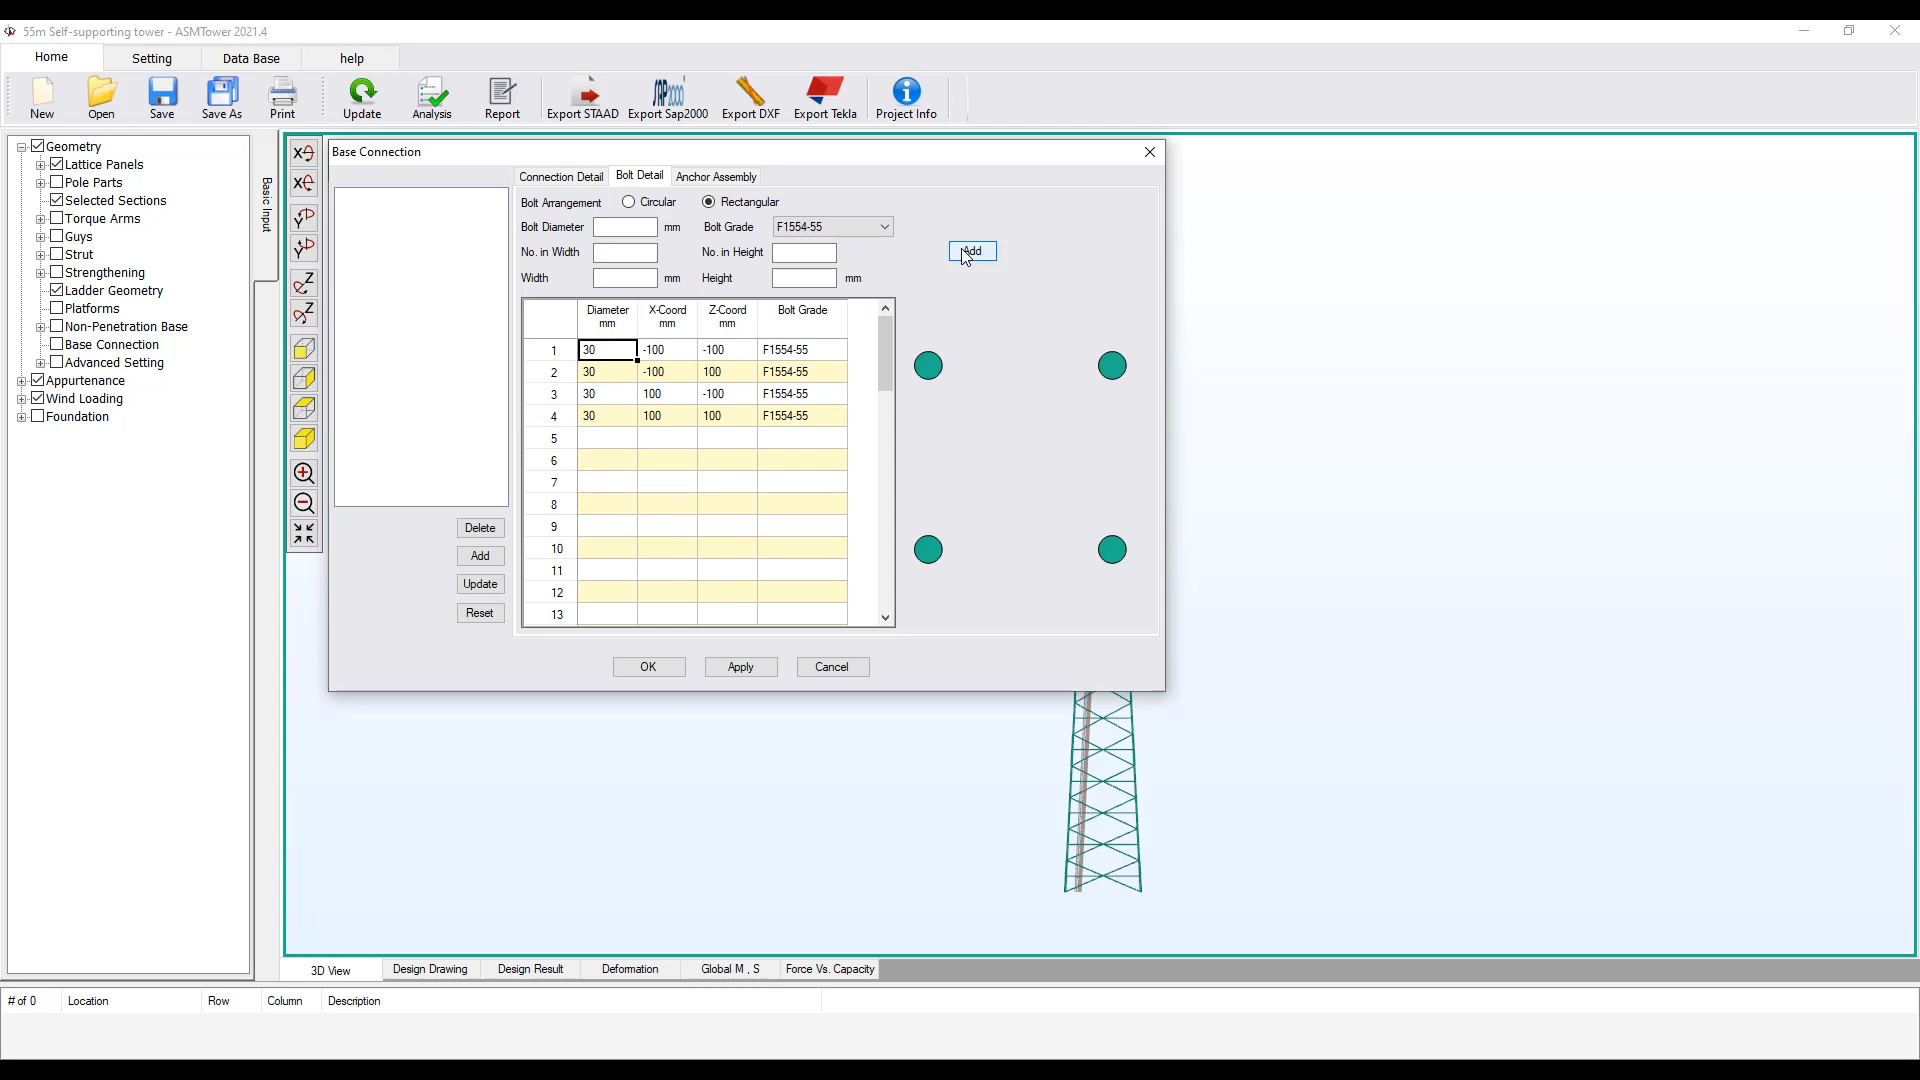 55m Self-supporting tower - ASMTower 2021.4
Home Setting Data Base help
New Open Save Save As Print Update Analysis Report Export STAAD Export Sap2000 Export DXF Export Tekla Project Info
SAP2000
Basic Input
Geometry
Lattice Panels
Pole Parts
Selected Sections
Torque Arms
Guys
Strut
Strengthening
Ladder Geometry
Platforms
Non-Penetration Base
Base Connection
Advanced Setting
Appurtenance
Wind Loading
Foundation
X
X
Y
Y
Z
Z
Base Connection
Connection Detail Bolt Detail Anchor Assembly
Bolt Arrangement Circular Rectangular
Bolt Diameter mm Bolt Grade F1554-55
No. in Width No. in Height Add
Width mm Height mm
Diameter mm X-Coord mm Z-Coord mm Bolt Grade
1 30 -100 -100 F1554-55
2 30 -100 100 F1554-55
3 30 100 -100 F1554-55
4 30 100 100 F1554-55
5
6
7
8
9
10
11
12
13
Delete
Add
Update
Reset
OK Apply Cancel
3D View Design Drawing Design Result Deformation Global M , S Force Vs. Capacity
# of 0 Location Row Column Description